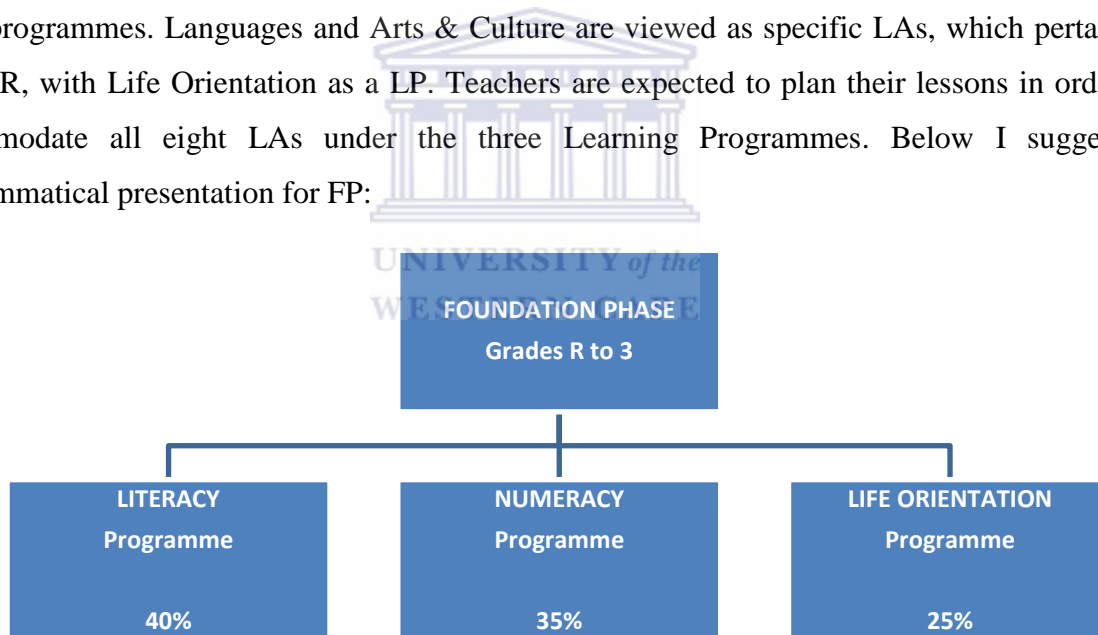 programmes. Languages and Arts & Culture are viewed as specific LAs, which perta
R, with Life Orientation as a LP. Teachers are expected to plan their lessons in ord
modate all eight LAs under the three Learning Programmes. Below I sugge
mmatical presentation for FP:
UNIVERSITY of the
WESTERN CAPE
FOUNDATION PHASE
Grades R to 3
LITERACY
Programme
40%
NUMERACY
Programme
35%
LIFE ORIENTATION
Programme
25%